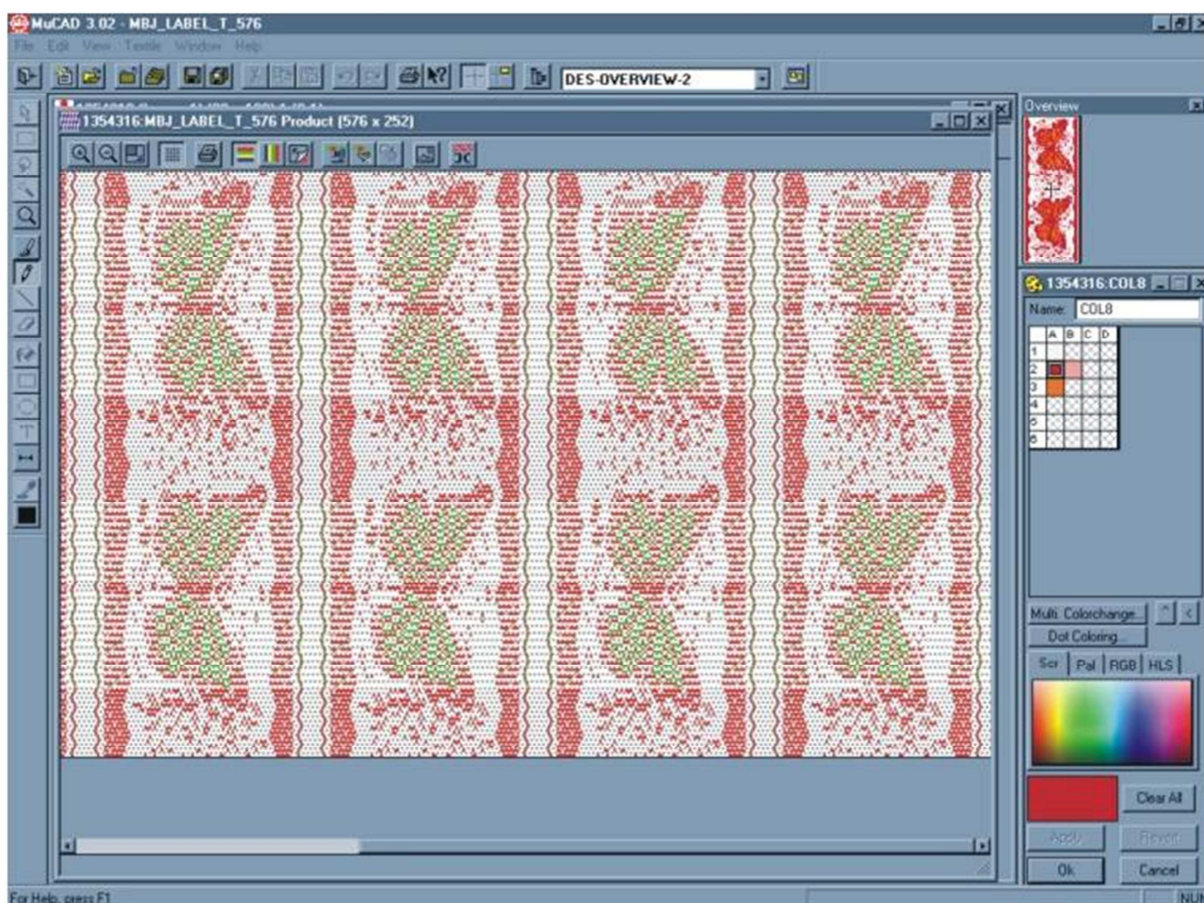 MuCAD 3.02 - MBJ_LABEL_T_576
File Edit View Textile Window Help
DES-OVERVIEW-2
Overview
1354316:MBJ_LABEL_T_576 Product (576 x 252)
1354316:COL8
Name: COL8
A B C D
1
2
3
4
5
6
Multi. Colorchange...
Dot Coloring...
Scr Pal RGB HLS
Clear All
Apply Revert
Ok Cancel
For Help, press F1
NUM